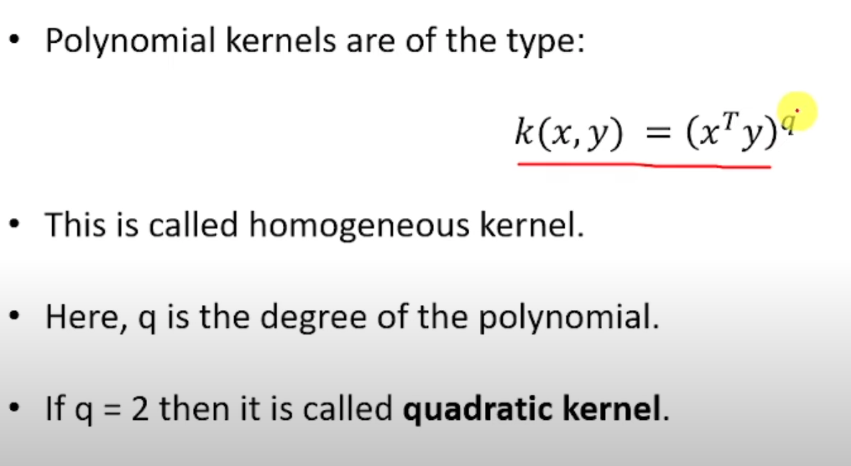 • Polynomial kernels are of the type:
k(x, y) = (xᵀy)^q
• This is called homogeneous kernel.
• Here, q is the degree of the polynomial.
• If q = 2 then it is called quadratic kernel.